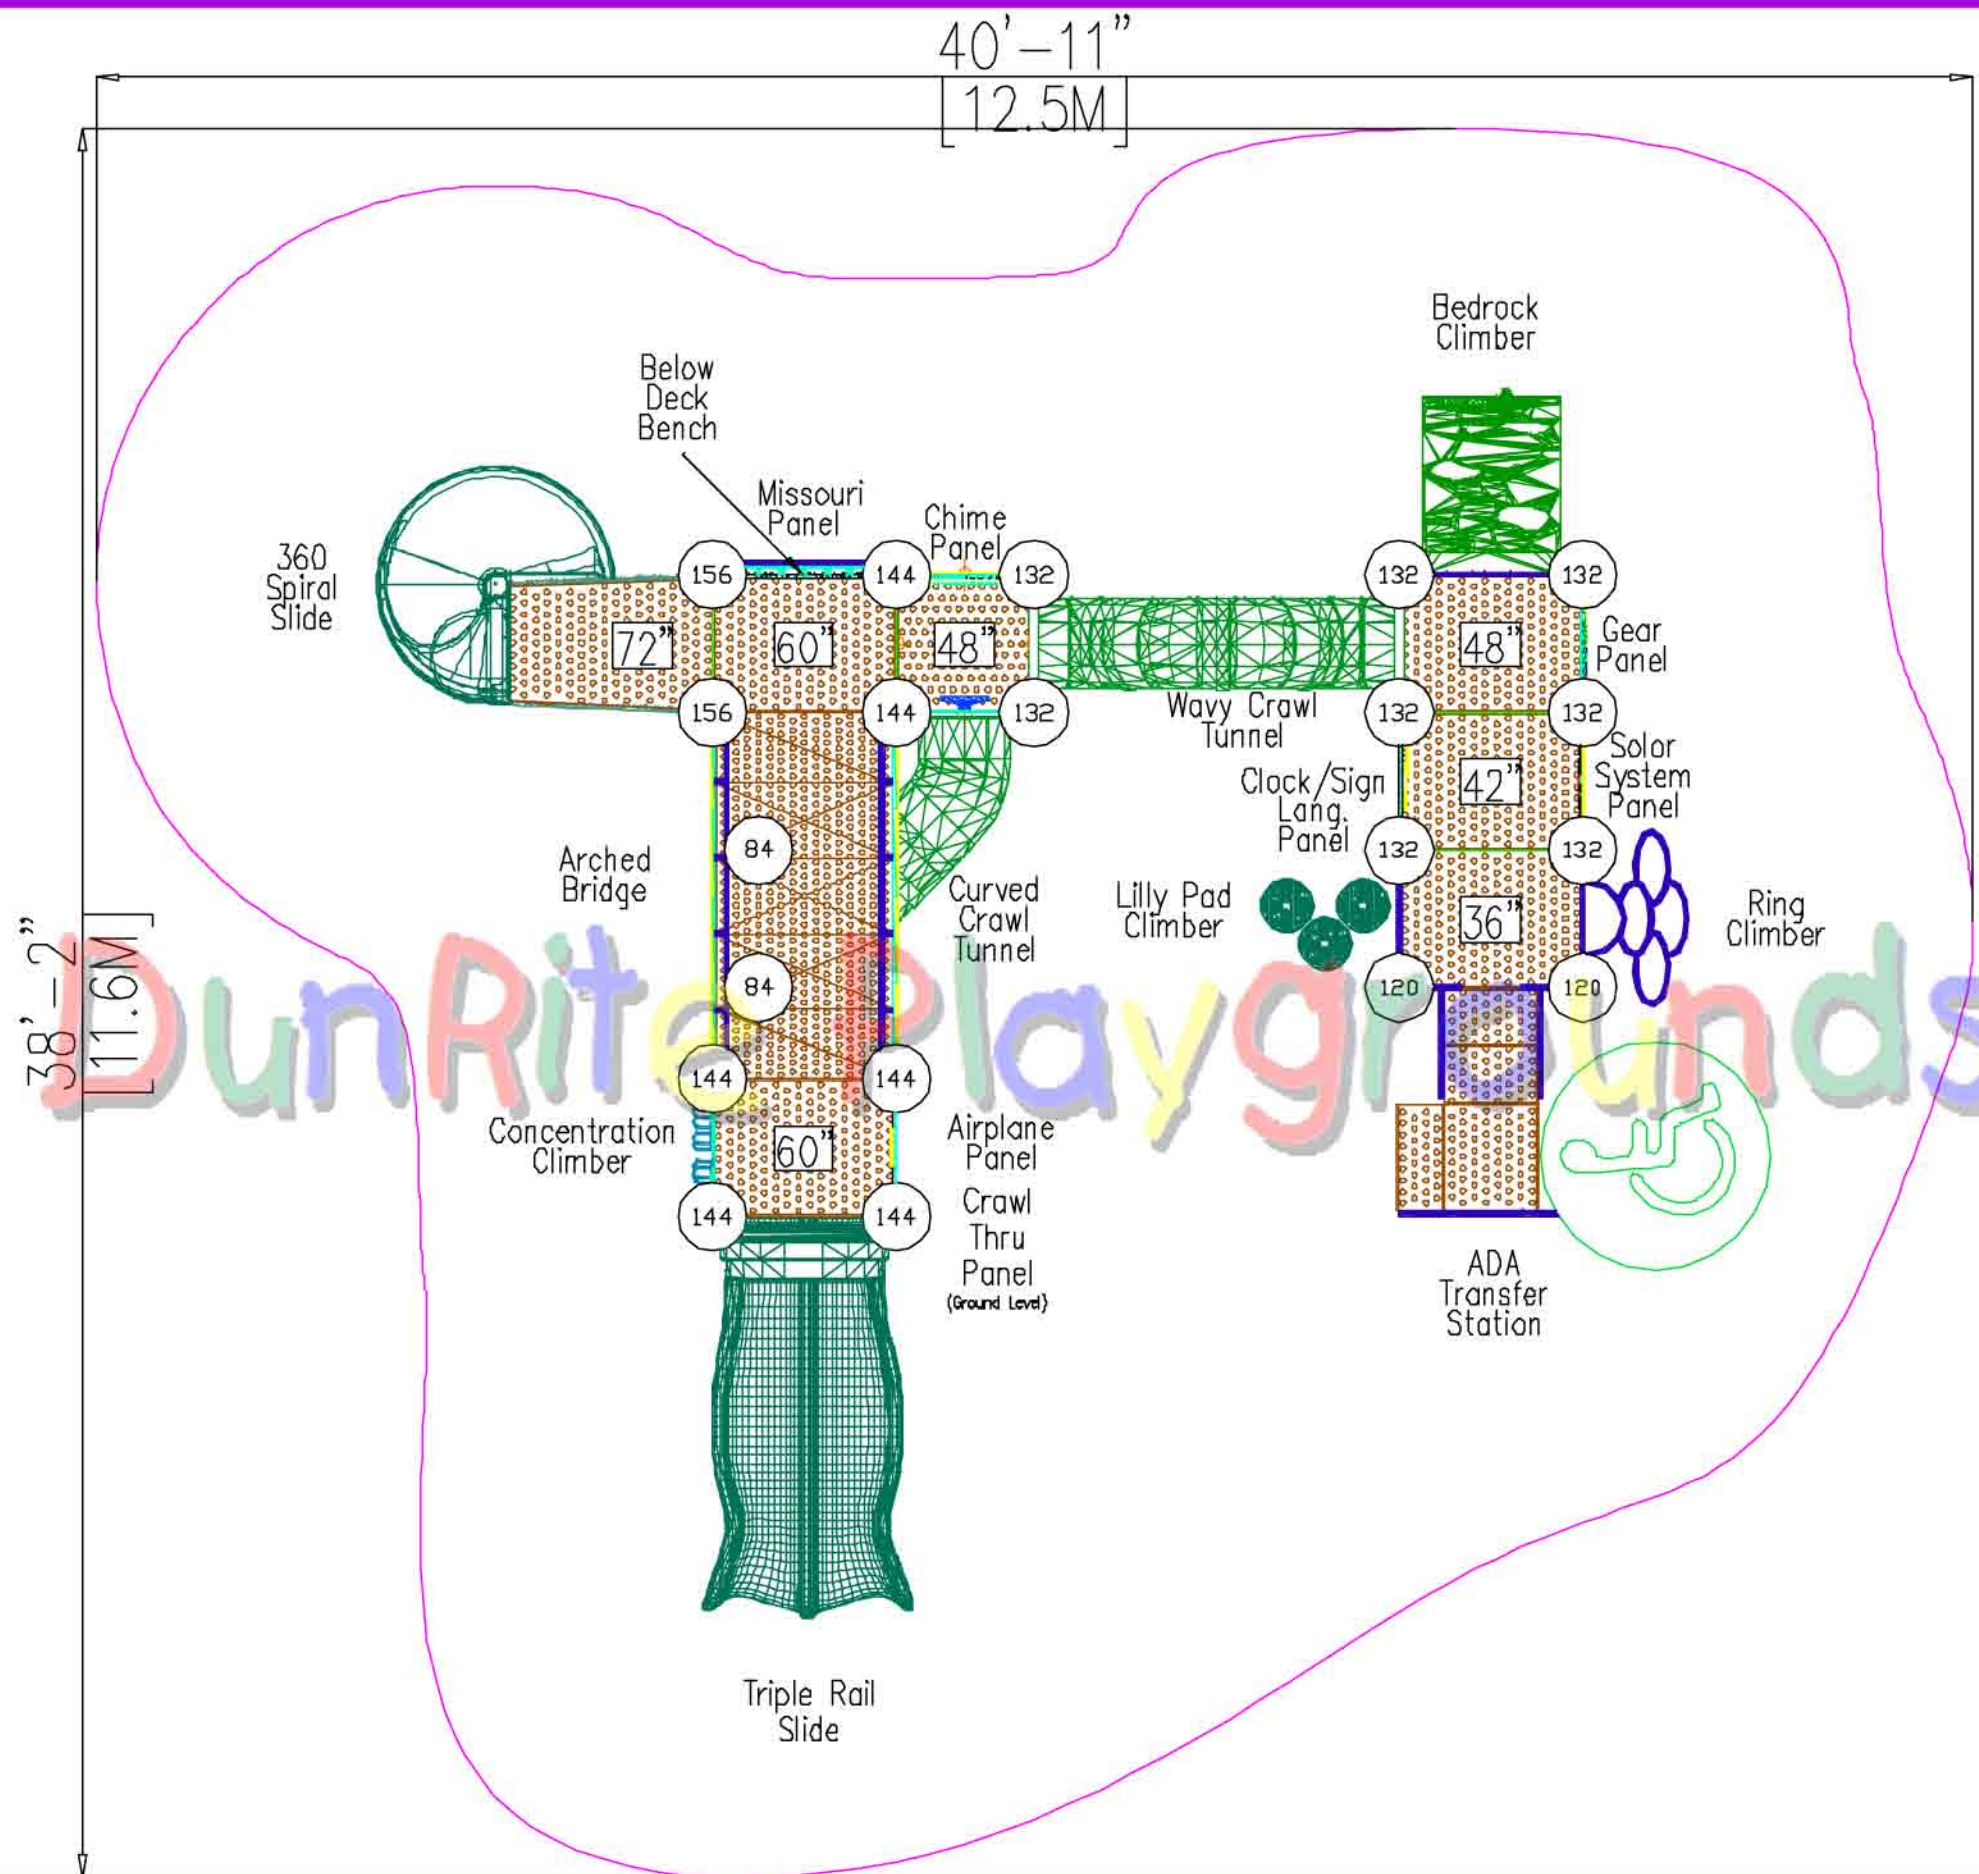 40'-11"
[12.5M]
38'-2"
[11.6M]
Bedrock
Climber
Below
Deck
Bench
Missouri
Panel
Chime
Panel
360
Spiral
Slide
156
144
132
132
132
72"
60"
48"
48"
Gear
Panel
156
144
132
132
132
Wavy Crawl
Tunnel
Solor
System
Panel
Clock/Sign
Lang.
Panel
42"
84
132
132
Arched
Bridge
Curved
Crawl
Tunnel
Lilly Pad
Climber
36"
Ring
Climber
84
120
120
DunRite Playgrounds
144
144
Concentration
Climber
60"
Airplane
Panel
Crawl
Thru
Panel
(Ground Level)
144
144
ADA
Transfer
Station
Triple Rail
Slide